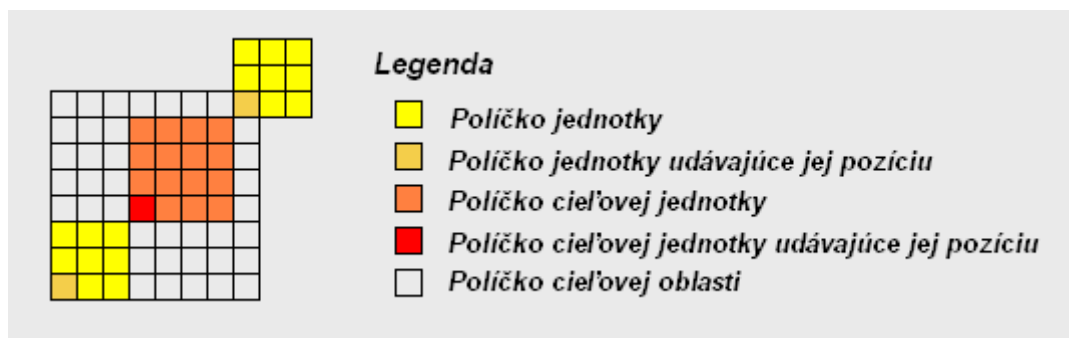 Legenda
Políčko jednotky
Políčko jednotky udávajúce jej pozíciu
Políčko cieľovej jednotky
Políčko cieľovej jednotky udávajúce jej pozíciu
Políčko cieľovej oblasti